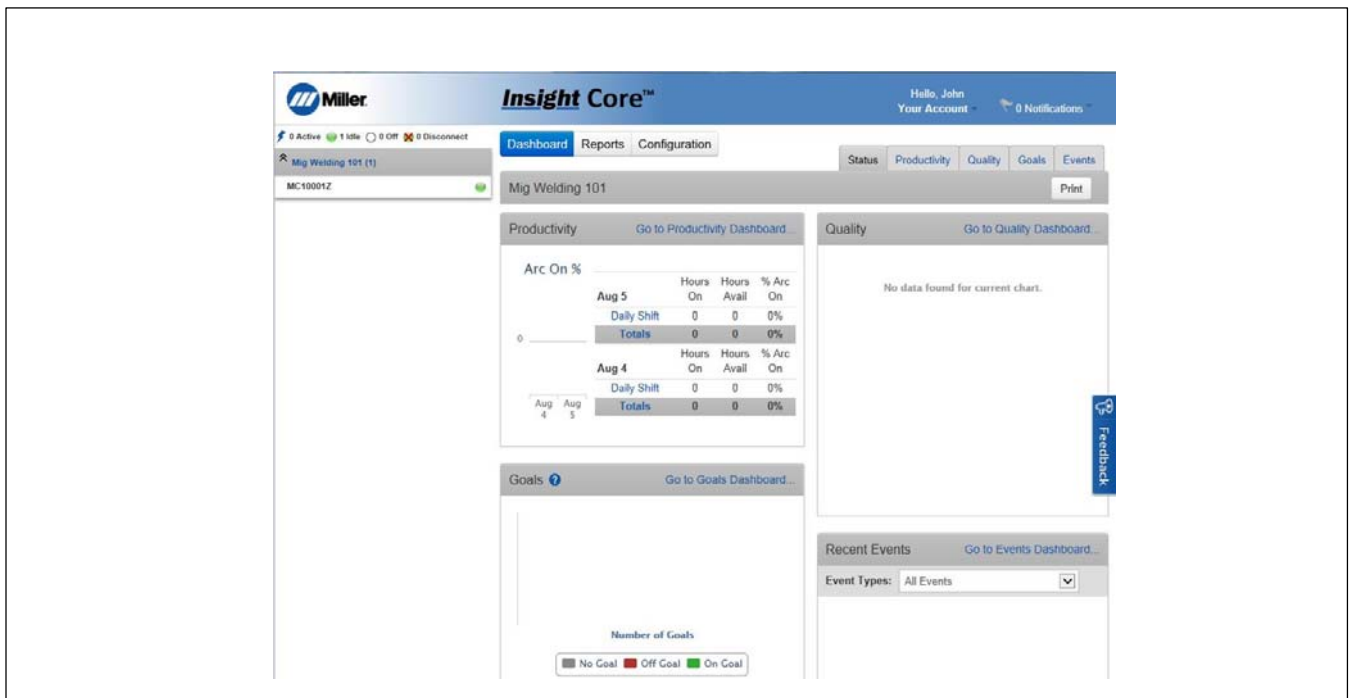 Miller
Insight Core™
Hello, John
Your Account
0 Notifications
0 Active 1 Idle 0 Off 0 Disconnect
Mig Welding 101 (1)
MC10001Z
Dashboard Reports Configuration
Status Productivity Quality Goals Events
Mig Welding 101
Print
Productivity Go to Productivity Dashboard...
Arc On %
0
Aug 4 Aug 5
Aug 5 Hours On Hours Avail % Arc On
Daily Shift 0 0 0%
Totals 0 0 0%
Aug 4 Hours On Hours Avail % Arc On
Daily Shift 0 0 0%
Totals 0 0 0%
Quality Go to Quality Dashboard...
No data found for current chart.
Feedback
Goals ? Go to Goals Dashboard...
Number of Goals
No Goal Off Goal On Goal
Recent Events Go to Events Dashboard...
Event Types: All Events